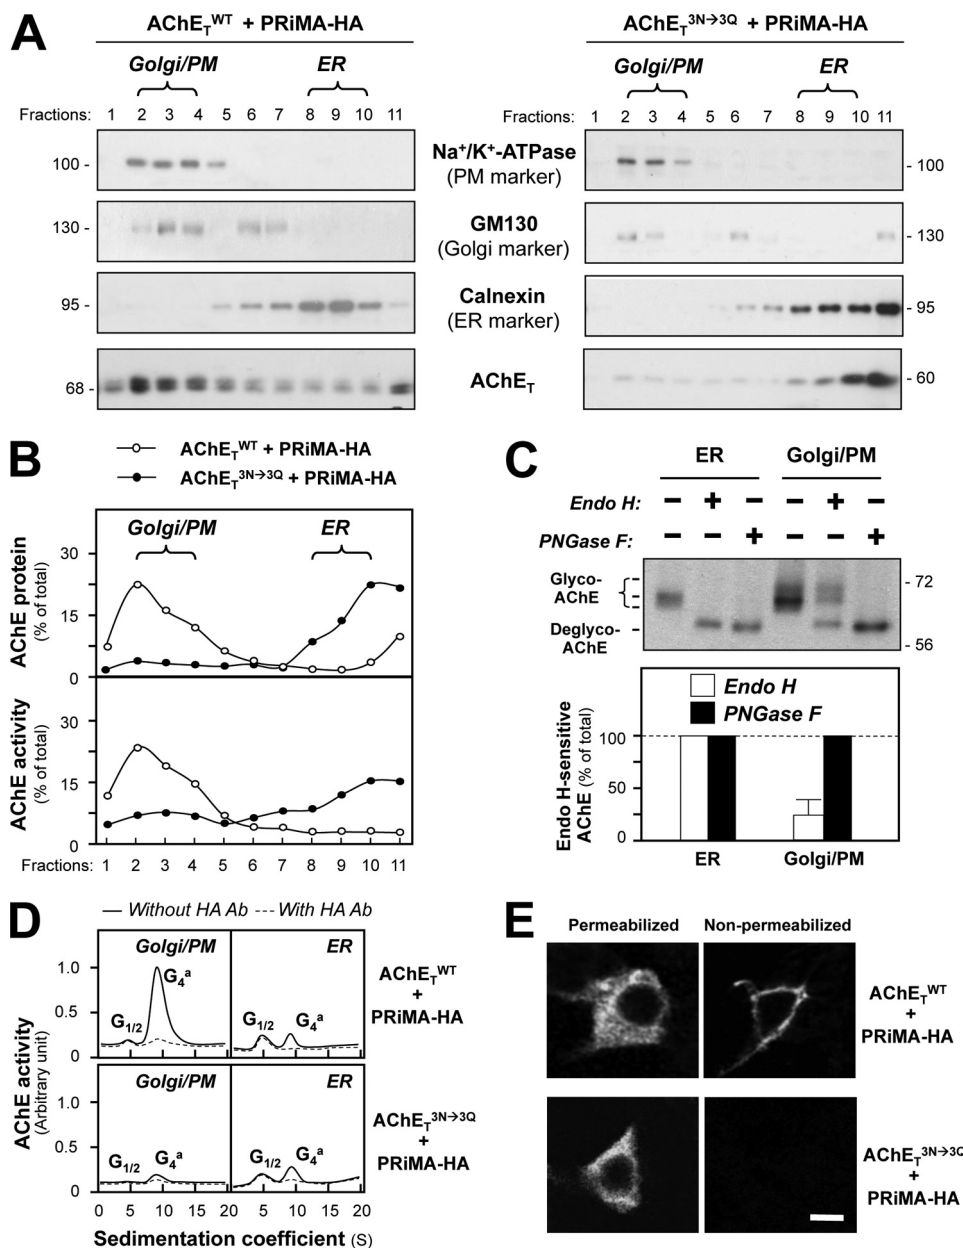 A
AChE_T^WT + PRiMA-HA
AChE_T^3N→3Q + PRiMA-HA
Golgi/PM ER
Golgi/PM ER
Fractions: 1 2 3 4 5 6 7 8 9 10 11
Fractions: 1 2 3 4 5 6 7 8 9 10 11
100 - Na⁺/K⁺-ATPase - 100
(PM marker)
130 - GM130 - 130
(Golgi marker)
95 - Calnexin - 95
(ER marker)
68 - AChE_T - 60
B
AChE_T^WT + PRiMA-HA
AChE_T^3N→3Q + PRiMA-HA
Golgi/PM ER
AChE protein
(% of total)
30
15
0
AChE activity
(% of total)
30
15
0
Fractions: 1 2 3 4 5 6 7 8 9 10 11
C
ER Golgi/PM
Endo H: - + - - + -
PNGase F: - - + - - +
Glyco-
AChE
Deglyco-
AChE
- 72
- 56
Endo H
PNGase F
Endo H-sensitive
AChE (% of total)
100
50
0
ER Golgi/PM
D
Without HA Ab With HA Ab
Golgi/PM ER
1.0
0.5
0
G1/2 G4^a
G1/2 G4^a
AChE_T^WT
+
PRiMA-HA
AChE activity
(Arbitrary unit)
Golgi/PM ER
1.0
0.5
0
G1/2 G4^a
G1/2 G4^a
AChE_T^3N→3Q
+
PRiMA-HA
0 5 10 15 20 5 10 15 20
Sedimentation coefficient (S)
E
Permeabilized Non-permeabilized
AChE_T^WT
+
PRiMA-HA
AChE_T^3N→3Q
+
PRiMA-HA